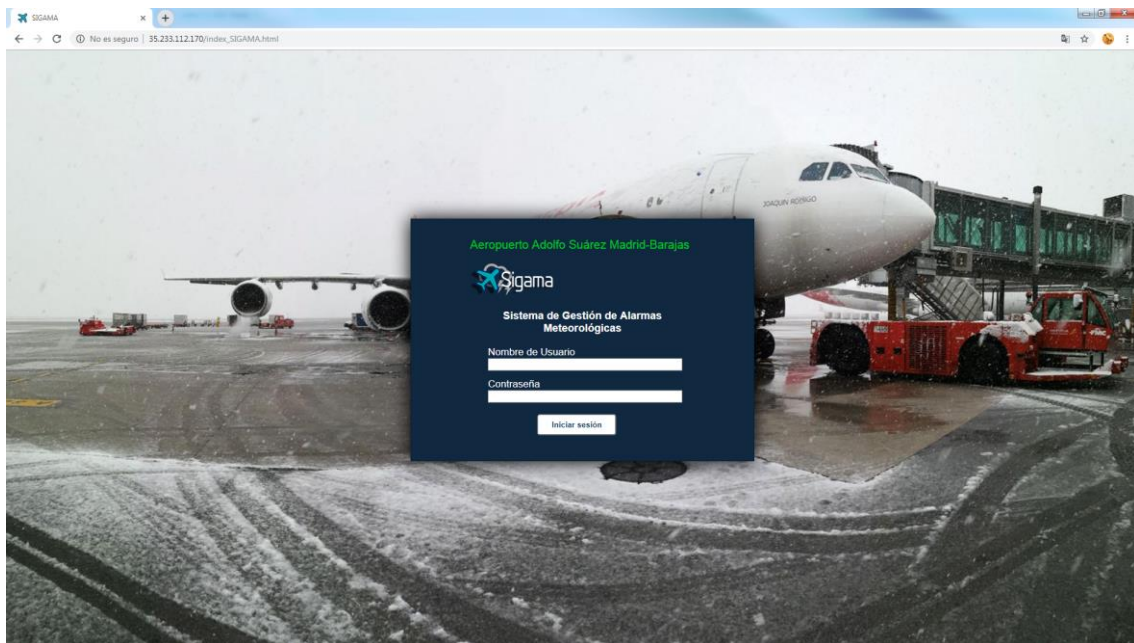 SIGAMA
No es seguro | 35.233.112.170/index_SIGAMA.html
JOAQUIN RODRIGO
Aeropuerto Adolfo Suárez Madrid-Barajas
Sigama
Sistema de Gestión de Alarmas
Meteorológicas
Nombre de Usuario
Contraseña
Iniciar sesión